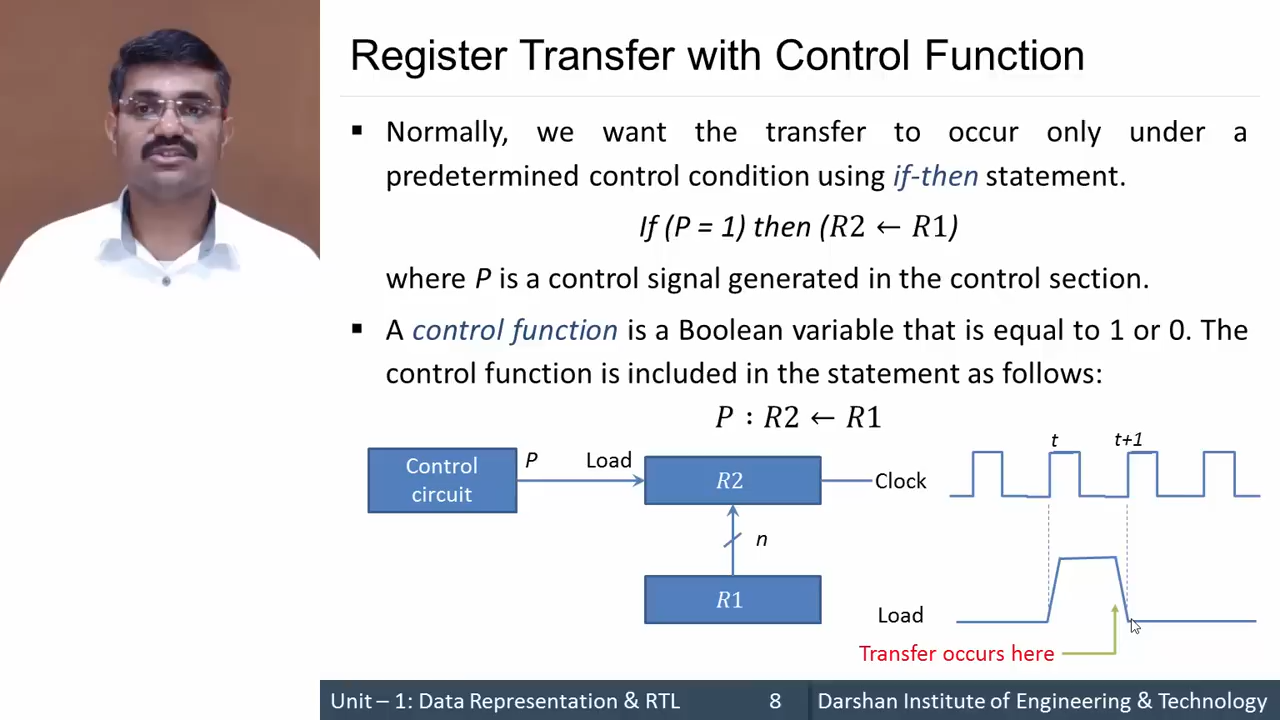 Register Transfer with Control Function
▪ Normally, we want the transfer to occur only under a
predetermined control condition using if-then statement.
If (P = 1) then (R2 ← R1)
where P is a control signal generated in the control section.
▪ A control function is a Boolean variable that is equal to 1 or 0. The
control function is included in the statement as follows:
P : R2 ← R1
Control
circuit
P
Load
R2
Clock
t
t+1
n
R1
Load
Transfer occurs here
Unit – 1: Data Representation & RTL
8
Darshan Institute of Engineering & Technology